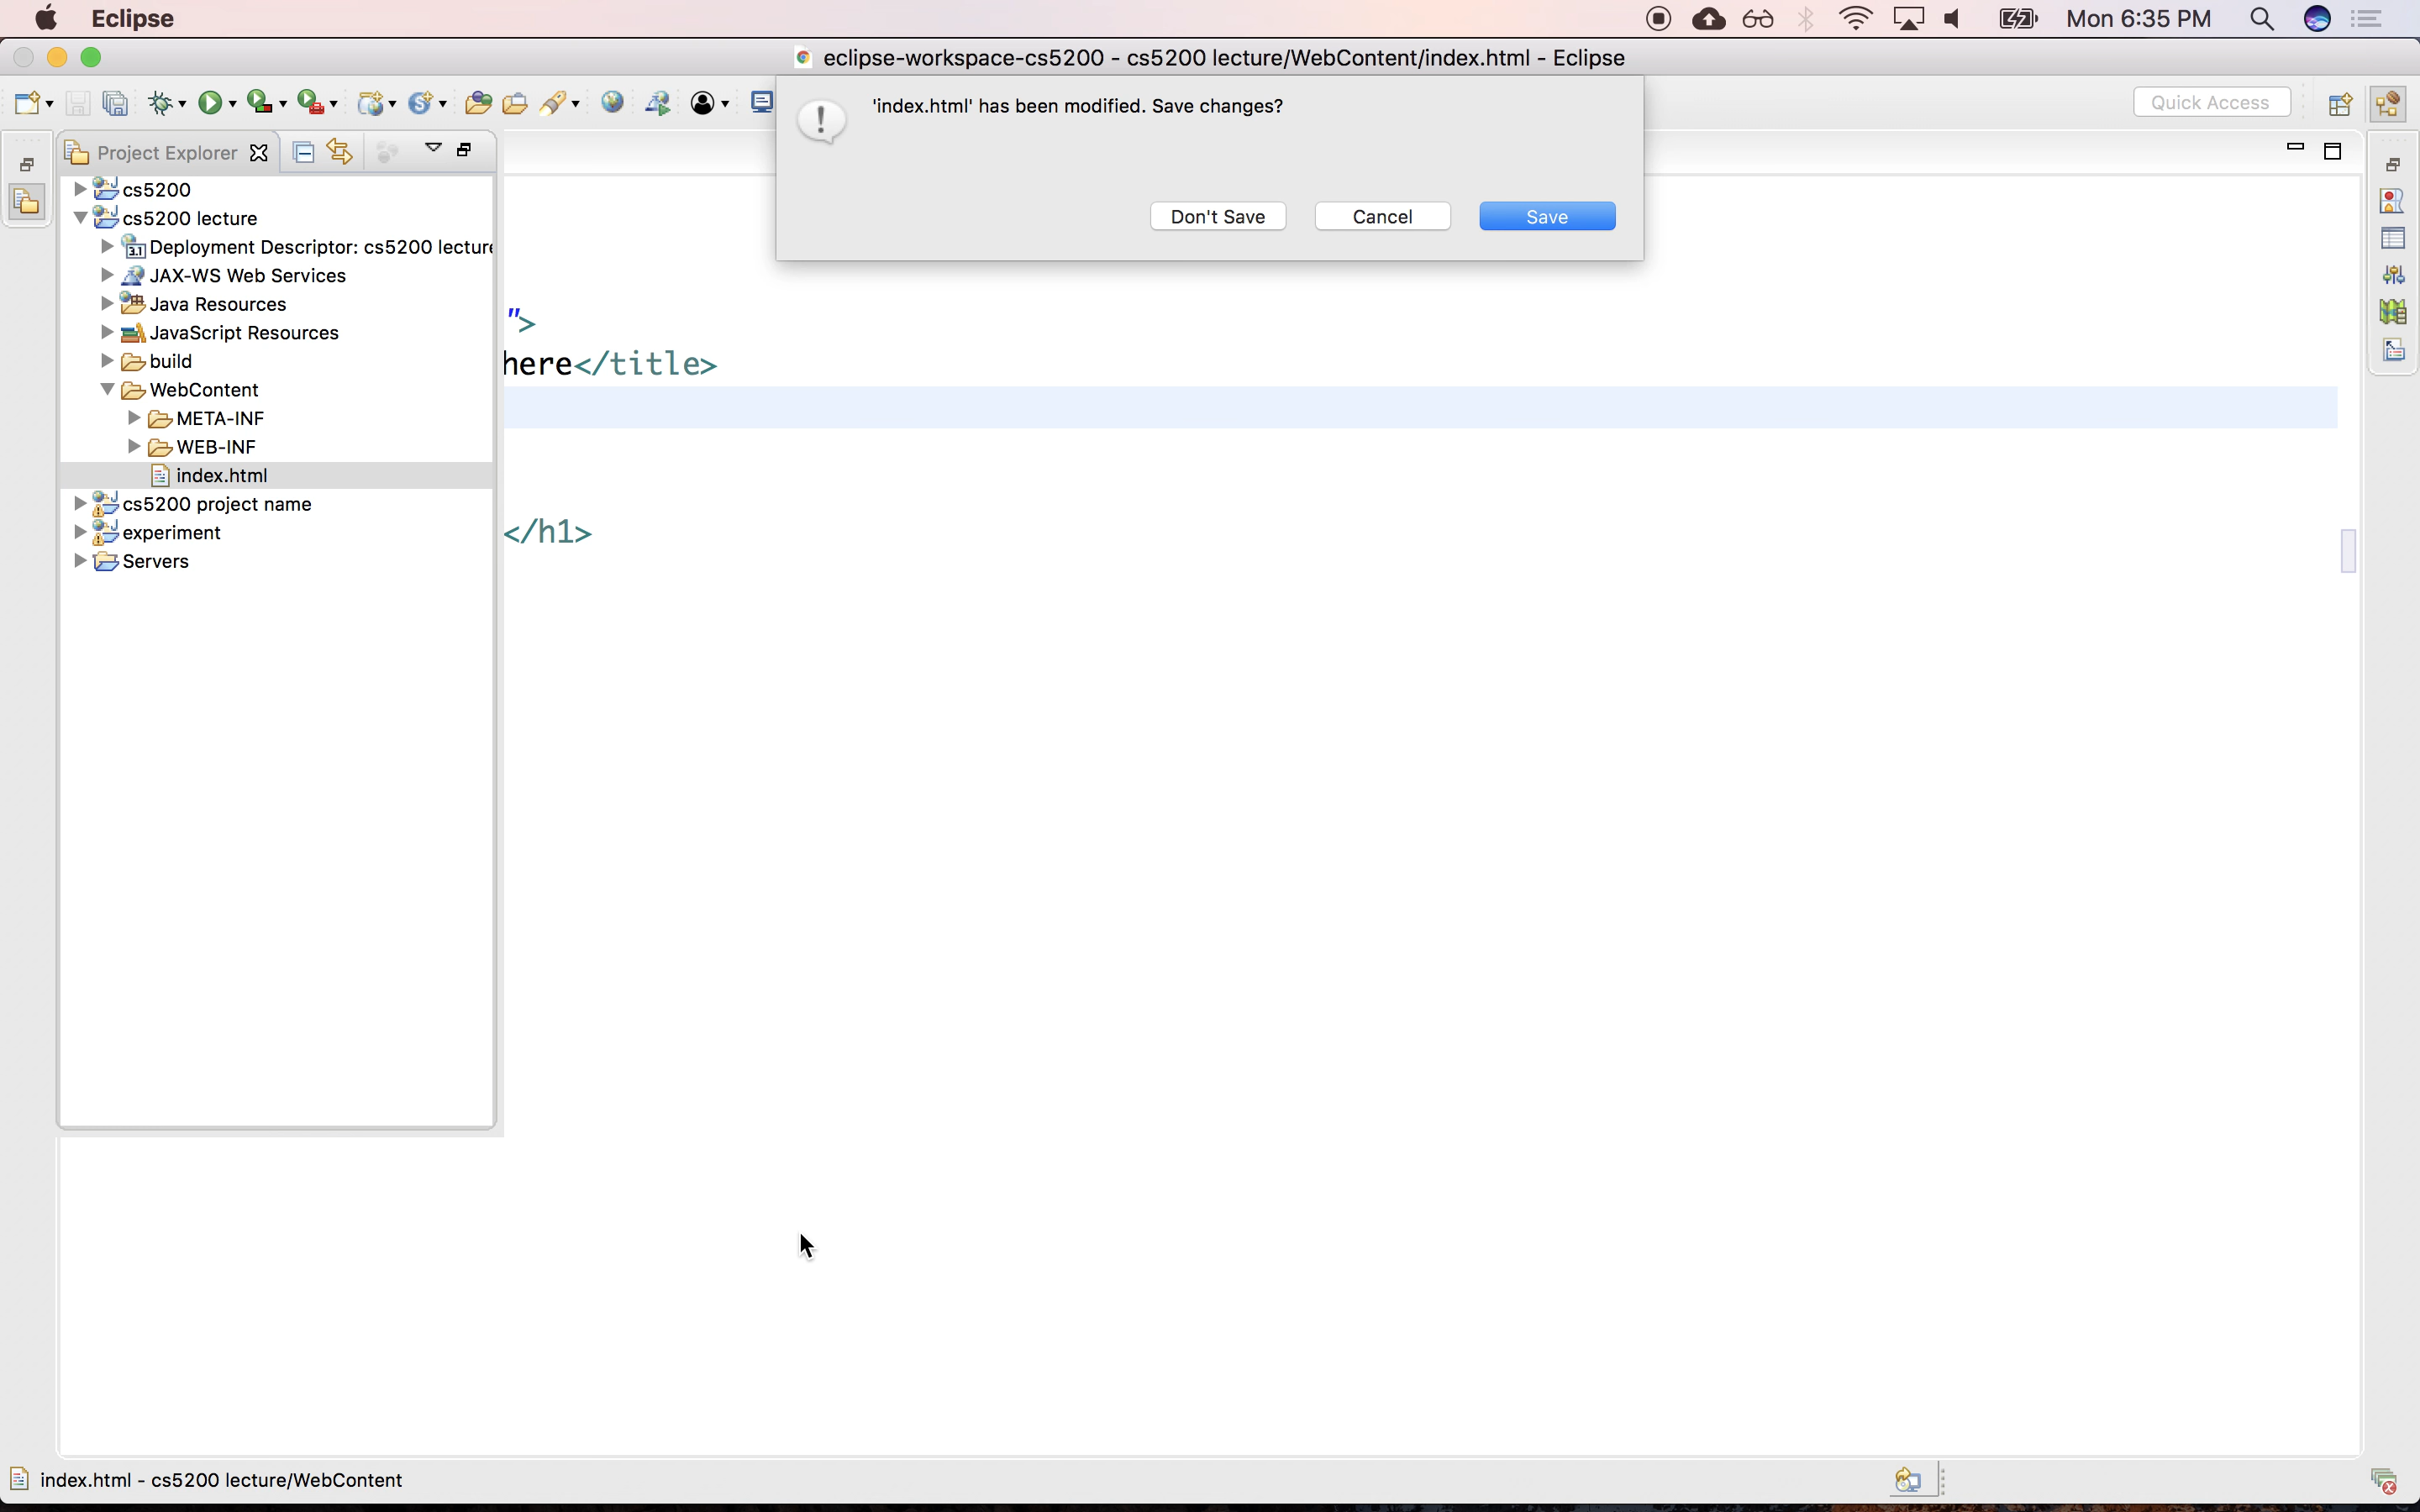 Eclipse
Mon 6:35 PM
eclipse-workspace-cs5200 - cs5200 lecture/WebContent/index.html - Eclipse
'index.html' has been modified. Save changes?
Don't Save
Cancel
Save
Quick Access
Project Explorer
cs5200
cs5200 lecture
3.1
Deployment Descriptor: cs5200 lecture
JAX-WS Web Services
Java Resources
JavaScript Resources
build
WebContent
META-INF
WEB-INF
index.html
cs5200 project name
experiment
Servers
">
here</title>
</h1>
index.html - cs5200 lecture/WebContent